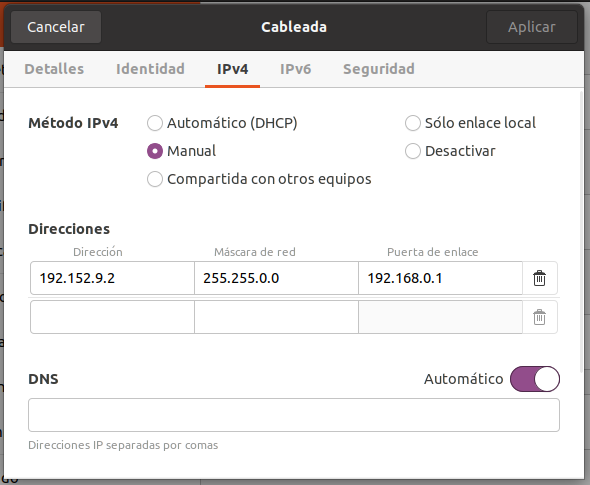 Cancelar Cableada Aplicar
Detalles Identidad IPv4 IPv6 Seguridad
Método IPv4 Automático (DHCP) Sólo enlace local
Manual Desactivar
Compartida con otros equipos
Direcciones
Dirección Máscara de red Puerta de enlace
192.152.9.2 255.255.0.0 192.168.0.1
DNS Automático
Direcciones IP separadas por comas